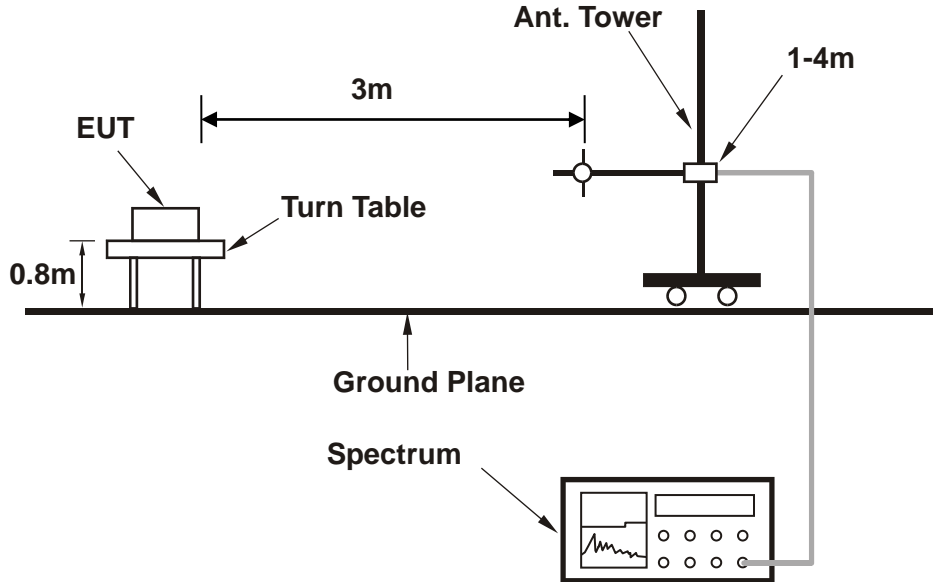 Ant. Tower
1-4m
3m
EUT
Turn Table
0.8m
Ground Plane
Spectrum